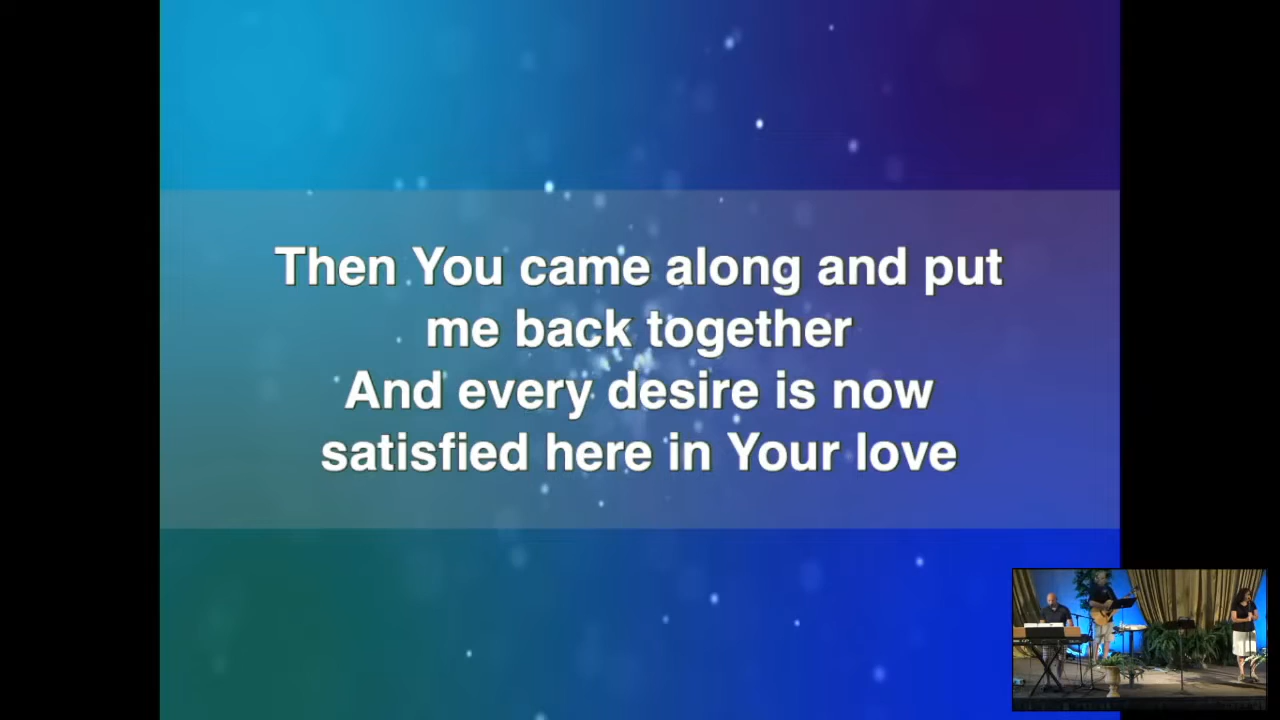 Then You came along and put
me back together
And every desire is now
satisfied here in Your love